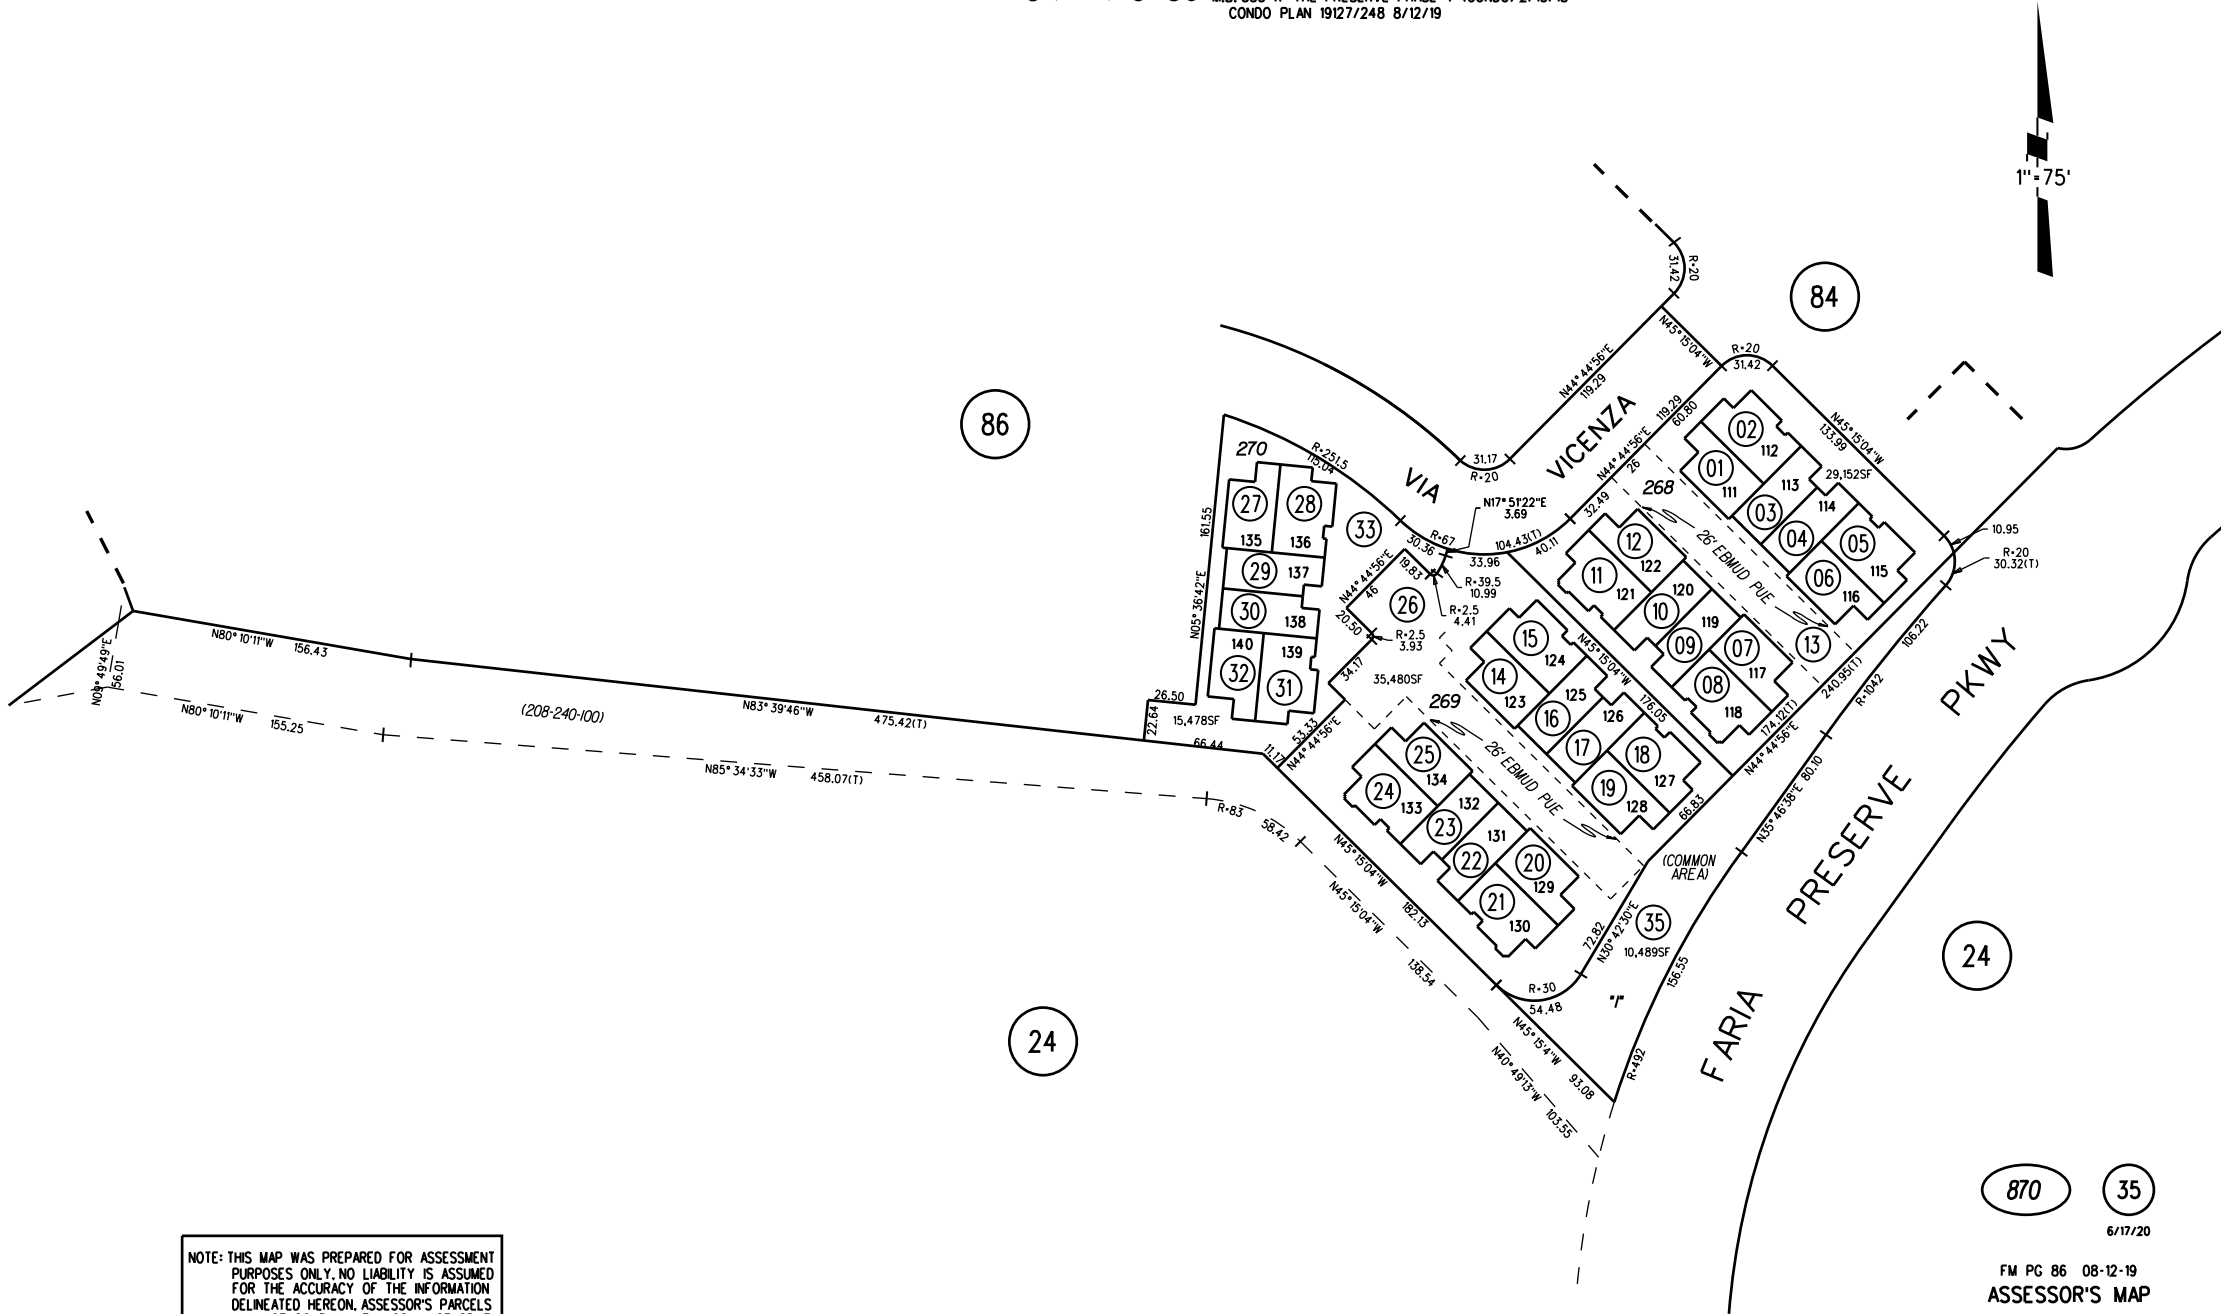 CONDO PLAN 19127/248 8/12/19
1"=75'
84
86
24
24
R=20
31.42
N45°15'04"W
R=20
31.42
N44°44'56"E
119.29
VIA
VICENZA
31.17
R=20
N17°51'22"E
3.69
R=251.5
115.04
R=67
30.36
104.43(T)
33.96
40.11
32.49
N44°44'56"E
26
119.29
60.80
N45°15'04"W
133.99
29,152SF
268
26' EBMUD PUE
10.95
R=20
30.32(T)
02
112
01
111
113
03
114
04
05
115
06
116
12
122
11
121
120
10
119
09
07
117
08
118
13
106.22
240.95(T)
R=1042
174.12(T)
N44°44'56"E
N45°15'04"W
176.05
270
27
28
135
136
29
137
30
138
140
139
32
31
33
161.55
N05°36'42"E
26.50
22.64
15,478SF
66.44
11.17
53.33
N44°44'56"E
N44°44'56"E
46
19.83
26
20.50
R=39.5
10.99
R=2.5
4.41
R=2.5
3.93
34.17
35,480SF
269
26' EBMUD PUE
15
124
14
123
125
16
126
17
18
127
19
128
25
134
24
133
132
23
131
22
20
129
21
130
66.83
N35°46'38"E 80.10
(COMMON
AREA)
35
10,489SF
"I"
72.82
N30°42'30"E
156.55
R=492
R=30
54.48
N45°15'04"W
182.13
N45°15'4"W
93.08
N45°15'04"W
138.54
N40°49'13"W
103.55
N09°49'49"E
56.01
N80°10'11"W
156.43
N80°10'11"W
155.25
(208-240-100)
N83°39'46"W
475.42(T)
N85°34'33"W
458.07(T)
R=83
58.42
FARIA PRESERVE PKWY
870
35
6/17/20
FM PG 86 08-12-19
ASSESSOR'S MAP
NOTE: THIS MAP WAS PREPARED FOR ASSESSMENT
PURPOSES ONLY. NO LIABILITY IS ASSUMED
FOR THE ACCURACY OF THE INFORMATION
DELINEATED HEREON. ASSESSOR'S PARCELS